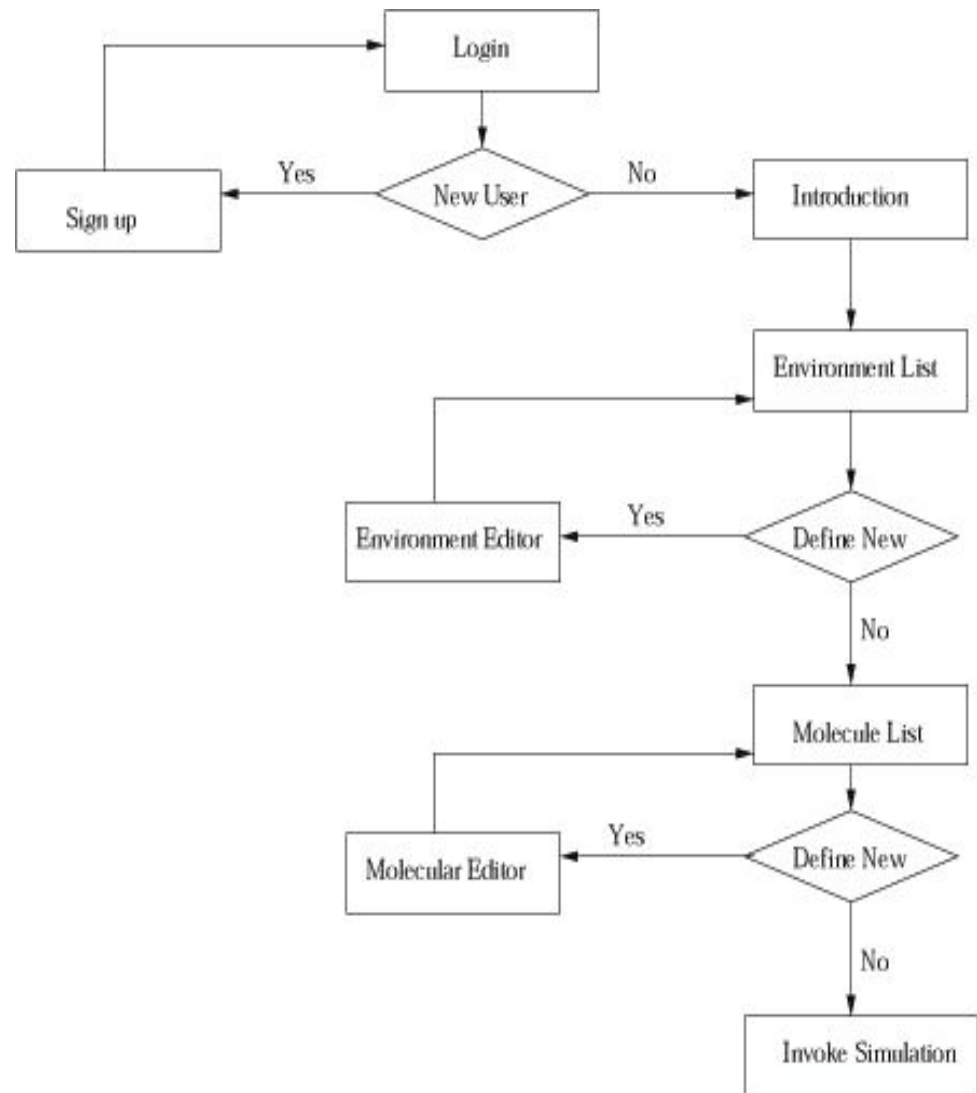 Login
Yes
New User
No
Sign up
Introduction
Environment List
Environment Editor
Yes
Define New
No
Molecule List
Molecular Editor
Yes
Define New
No
Invoke Simulation